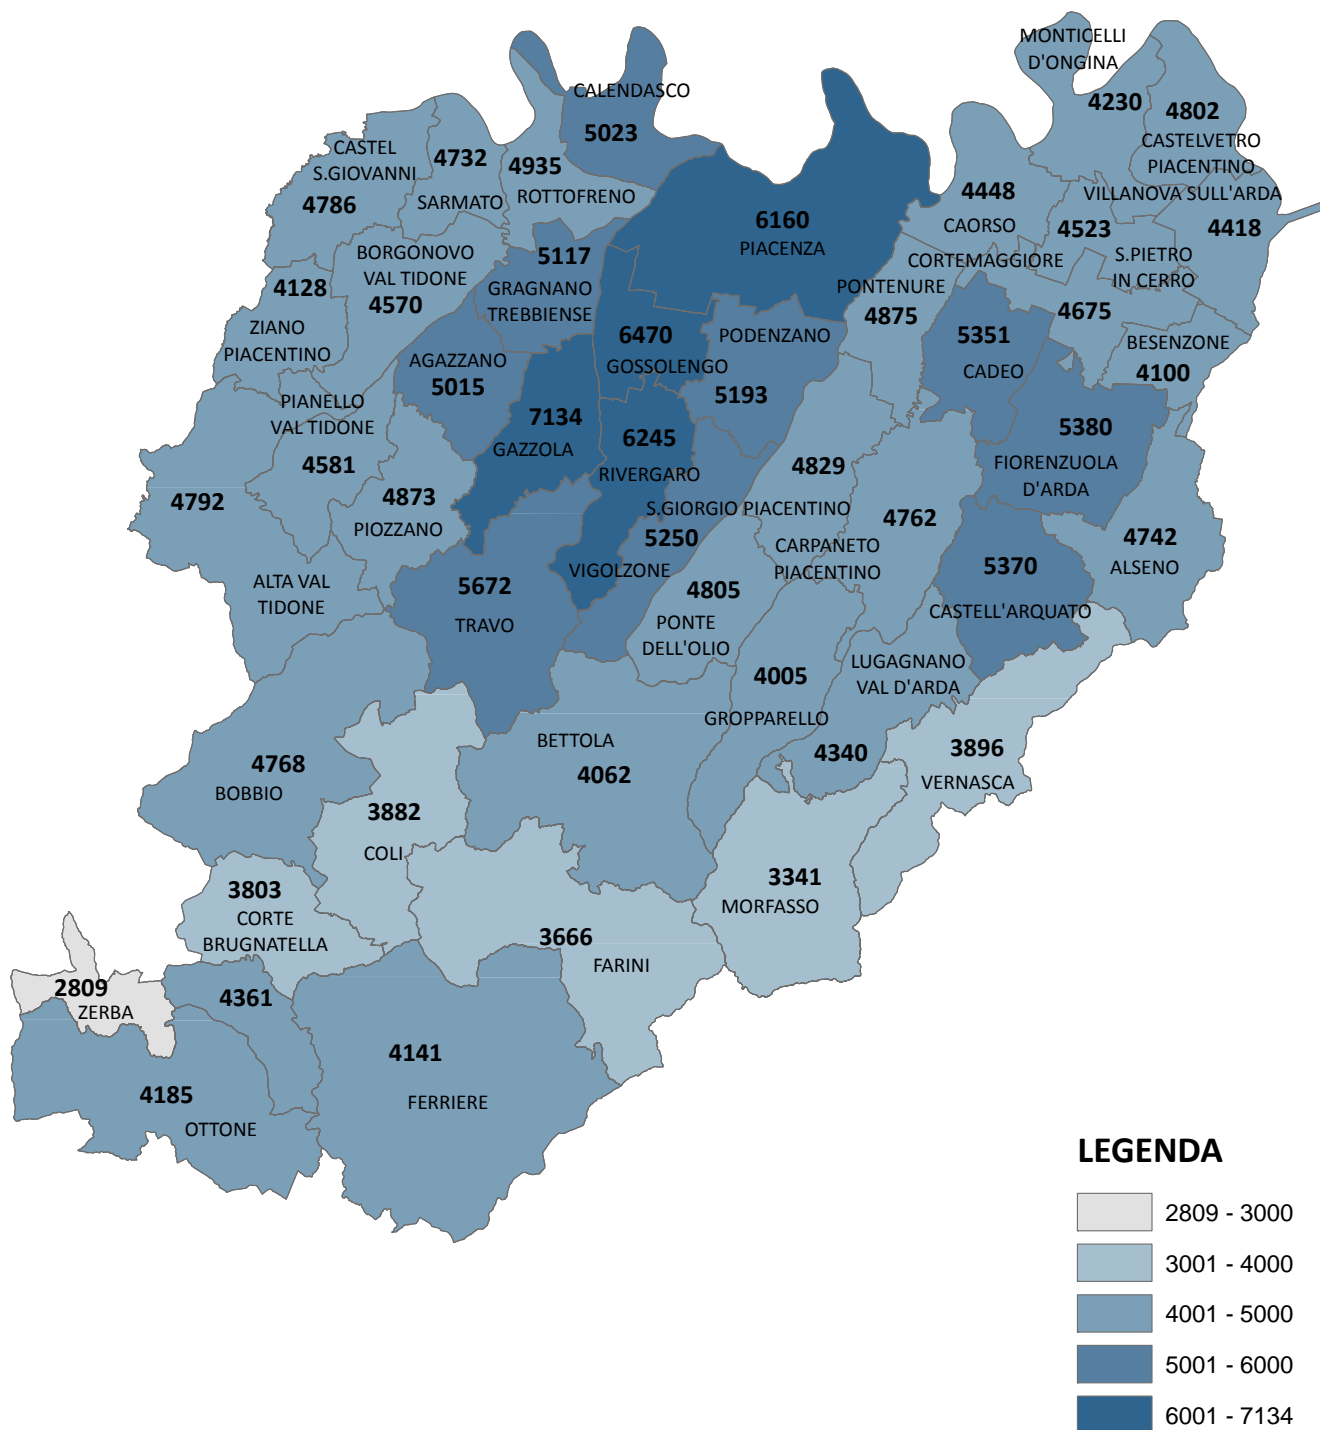 MONTICELLI
D'ONGINA
4230
4802
CASTELVETRO
PIACENTINO
CALENDASCO
5023
CASTEL
S.GIOVANNI
4786
4732
SARMATO
4935
ROTTOFRENO
6160
PIACENZA
4448
CAORSO
VILLANOVA SULL'ARDA
4418
4523
S.PIETRO
IN CERRO
CORTEMAGGIORE
4675
PONTENURE
4875
BORGONOVO
VAL TIDONE
4570
5117
GRAGNANO
TREBBIENSE
4128
ZIANO
PIACENTINO
6470
GOSSOLENGO
PODENZANO
5193
5351
CADEO
BESENZONE
4100
AGAZZANO
5015
PIANELLO
VAL TIDONE
4581
7134
GAZZOLA
6245
RIVERGARO
5380
FIORENZUOLA
D'ARDA
4792
ALTA VAL
TIDONE
4873
PIOZZANO
4829
S.GIORGIO PIACENTINO
4762
CARPANETO
PIACENTINO
5250
VIGOLZONE
4742
ALSENO
5370
CASTELL'ARQUATO
5672
TRAVO
4805
PONTE
DELL'OLIO
LUGAGNANO
VAL D'ARDA
4340
4005
GROPPARELLO
BETTOLA
4062
3896
VERNASCA
4768
BOBBIO
3882
COLI
3341
MORFASSO
3803
CORTE
BRUGNATELLA
3666
FARINI
2809
ZERBA
4361
4141
FERRIERE
4185
OTTONE
LEGENDA
2809 - 3000
3001 - 4000
4001 - 5000
5001 - 6000
6001 - 7134